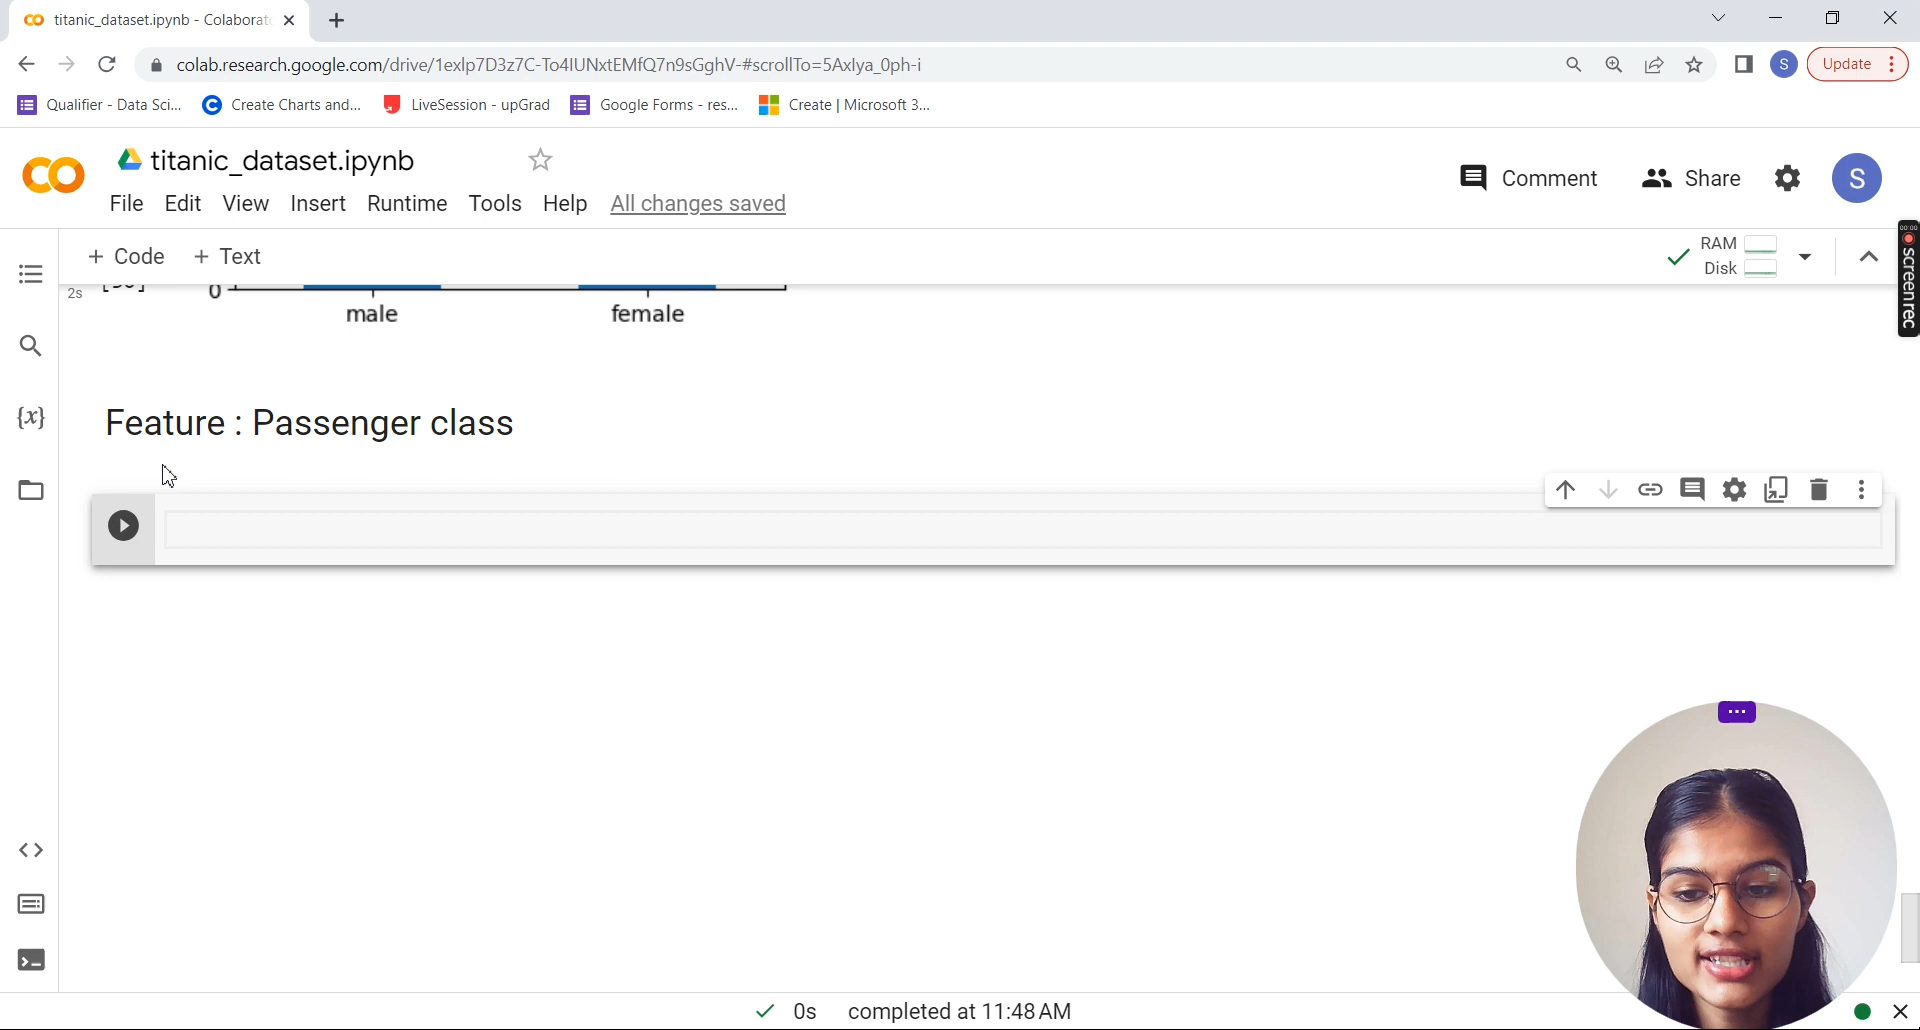 titanic_dataset.ipynb - Colaborat
colab.research.google.com/drive/1exlp7D3z7C-To4IUNxtEMfQ7n9sGghV-#scrollTo=5Axlya_0ph-i
S
Update
Qualifier - Data Sci...
Create Charts and...
LiveSession - upGrad
Google Forms - res...
Create | Microsoft 3...
titanic_dataset.ipynb
Comment
Share
S
File Edit View Insert Runtime Tools Help All changes saved
+ Code + Text
RAM
Disk
00:00
screenrec
2s
0
male female
Feature : Passenger class
{x}
0s completed at 11:48 AM